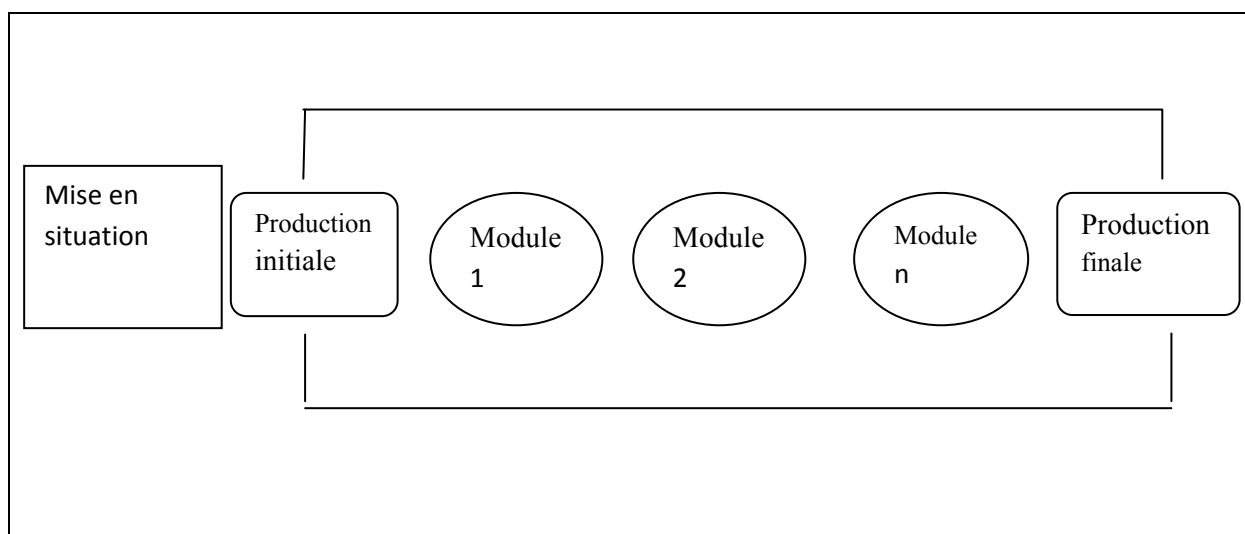 Mise en
situation
Production
initiale
Module
1
Module
2
Module
n
Production
finale